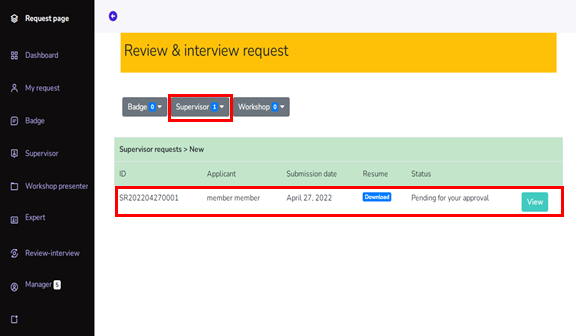 Request page
Dashboard
My request
Badge
Supervisor
Workshop presenter
Expert
Review-interview
Manager 5
Review & interview request
Badge 0 Supervisor 1 Workshop 0
Supervisor requests > New
ID Applicant Submission date Resume Status
SR202204270001 member member April 27, 2022 Download Pending for your approval View